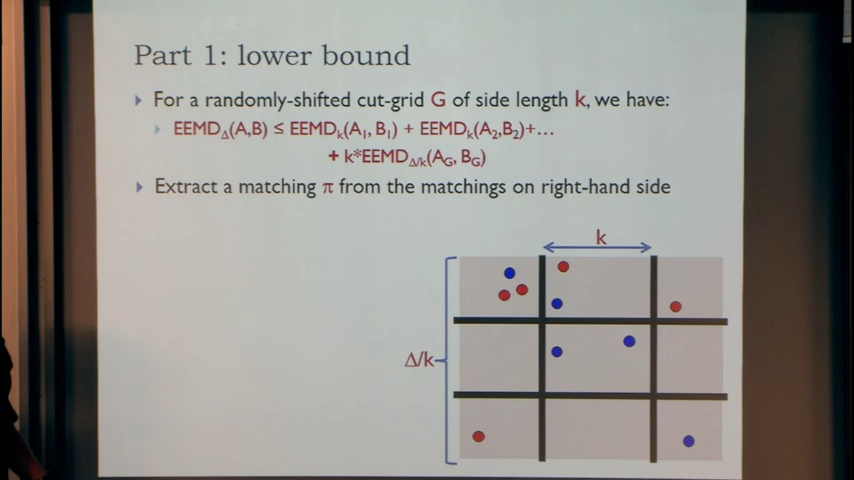 Part 1: lower bound
For a randomly-shifted cut-grid G of side length k, we have:
EEMD∆(A,B) ≤ EEMDk(A1, B1) + EEMDk(A2,B2)+…
+ k*EEMD∆/k(AG, BG)
Extract a matching π from the matchings on right-hand side
k
∆/k